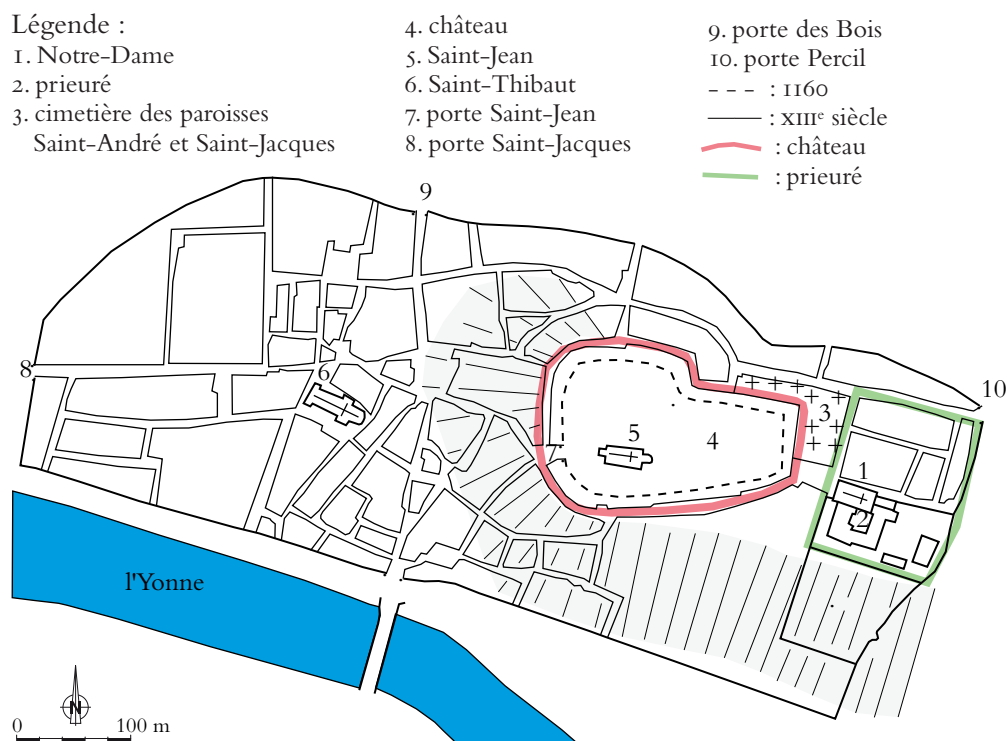 Légende :
1. Notre-Dame
2. prieuré
3. cimetière des paroisses
Saint-André et Saint-Jacques
4. château
5. Saint-Jean
6. Saint-Thibaut
7. porte Saint-Jean
8. porte Saint-Jacques
9. porte des Bois
10. porte Percil
- - - : 1160
—— : XIIIᵉ siècle
: château
: prieuré
9
8
6
10
3
5
4
7
1
2
l'Yonne
N
0 100 m